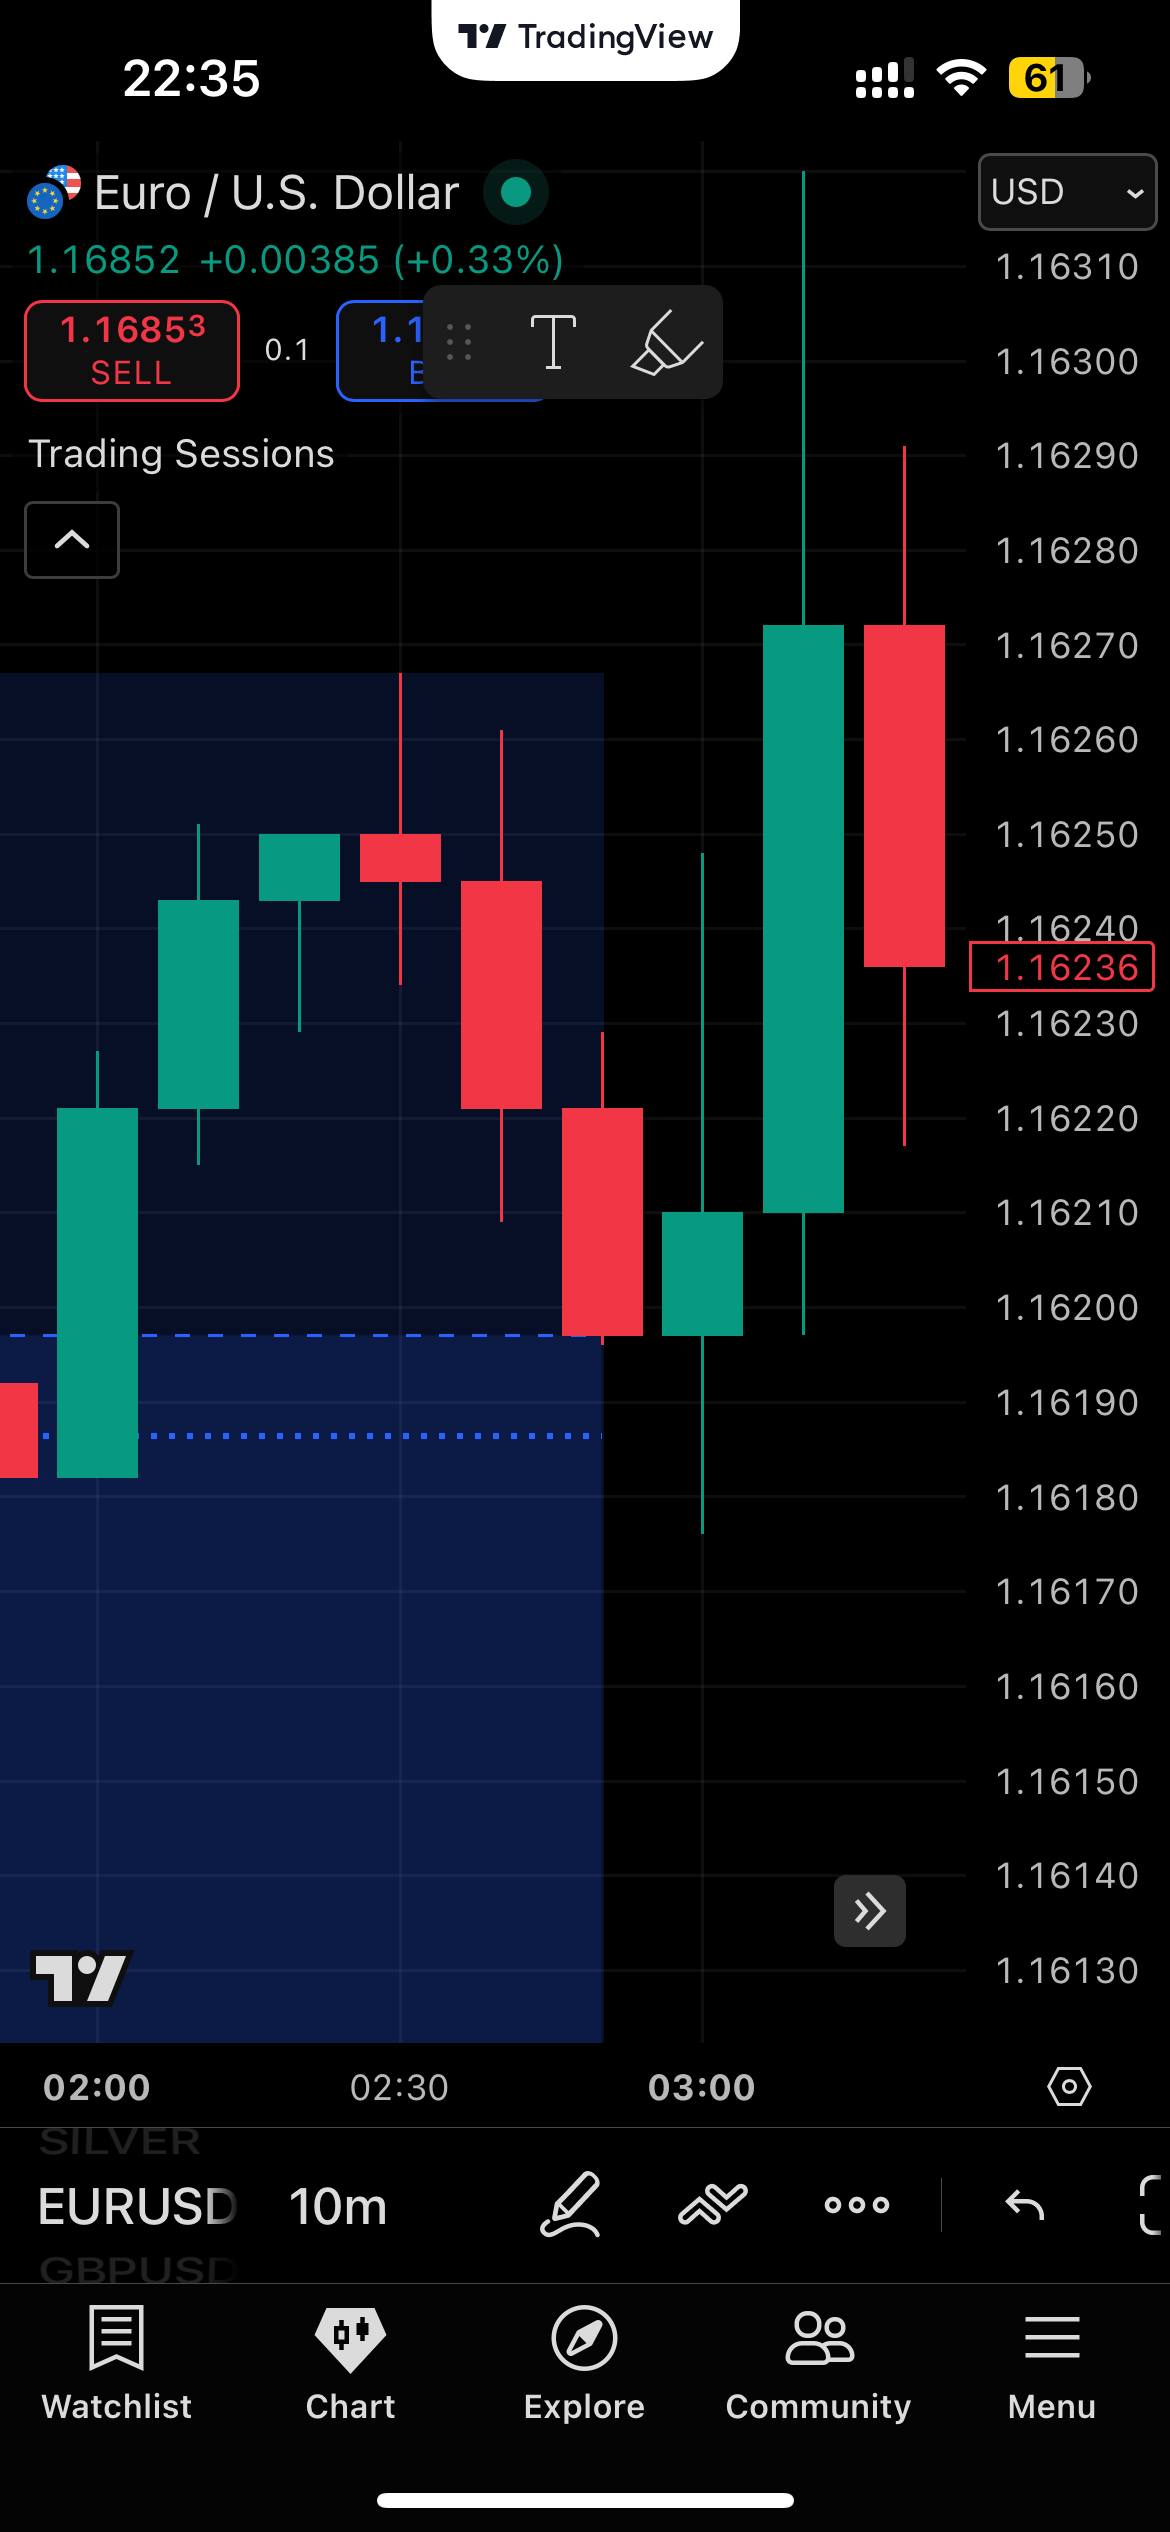 TradingView
22:35
61
Euro / U.S. Dollar
USD
1.16852 +0.00385 (+0.33%)
1.16853
SELL
0.1
1.1
B
Trading Sessions
1.16310
1.16300
1.16290
1.16280
1.16270
1.16260
1.16250
1.16240
1.16236
1.16230
1.16220
1.16210
1.16200
1.16190
1.16180
1.16170
1.16160
1.16150
1.16140
1.16130
02:00 02:30 03:00
SILVER
EURUSD 10m
GBPUSD
Watchlist Chart Explore Community Menu